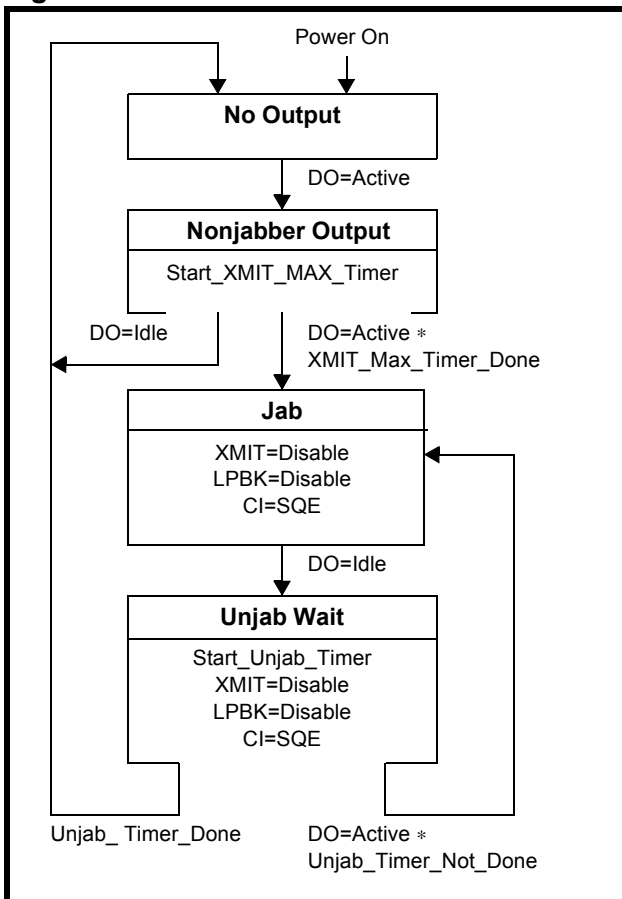 Power On
No Output
DO=Active
Nonjabber Output
Start_XMIT_MAX_Timer
DO=Idle
DO=Active *
XMIT_Max_Timer_Done
Jab
XMIT=Disable
LPBK=Disable
CI=SQE
DO=Idle
Unjab Wait
Start_Unjab_Timer
XMIT=Disable
LPBK=Disable
CI=SQE
Unjab_ Timer_Done
DO=Active *
Unjab_Timer_Not_Done